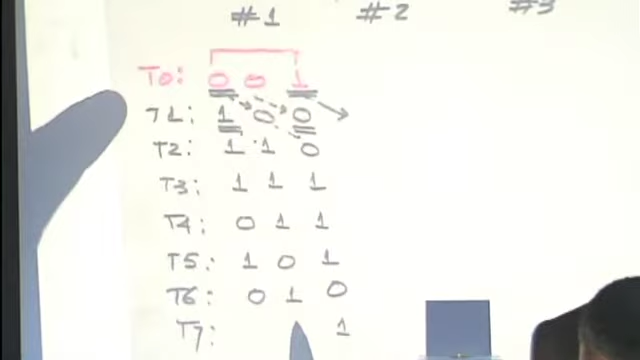 #1 #2 #3
T0: 0 0 1
T1: 1 0 0
T2: 1 1 0
T3: 1 1 1
T4: 0 1 1
T5: 1 0 1
T6: 0 1 0
T7: 1